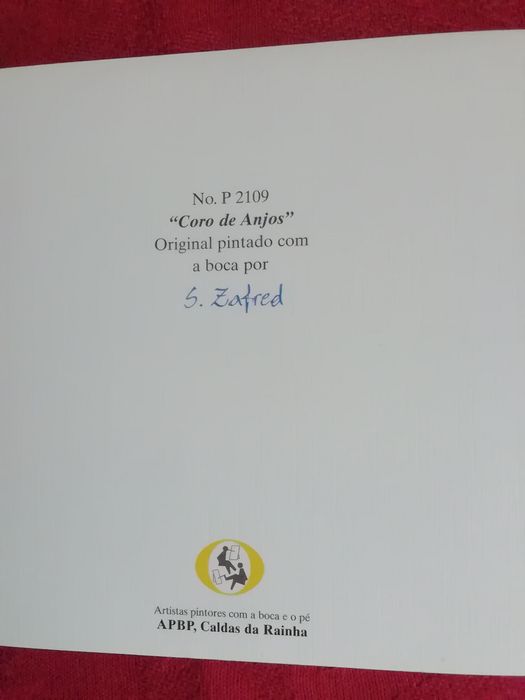 No. P 2109
“Coro de Anjos”
Original pintado com
a boca por
S. Zafred
Artistas pintores com a boca e o pé
APBP, Caldas da Rainha